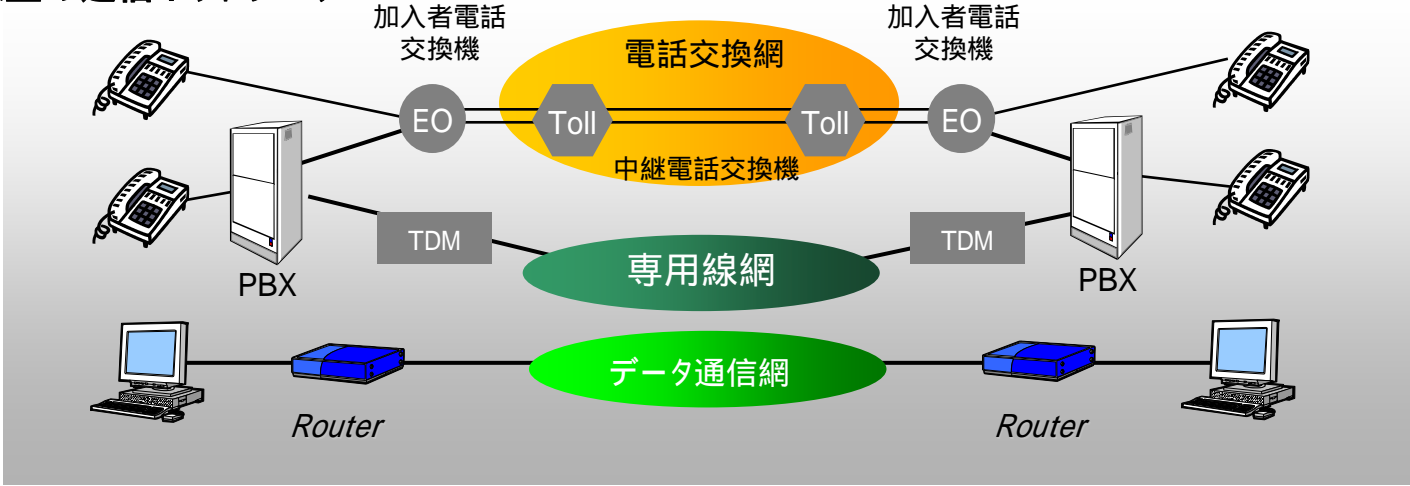 加入者電話
交換機
加入者電話
交換機
電話交換網
EO
Toll
Toll
EO
中継電話交換機
TDM
TDM
専用線網
PBX
PBX
データ通信網
Router
Router